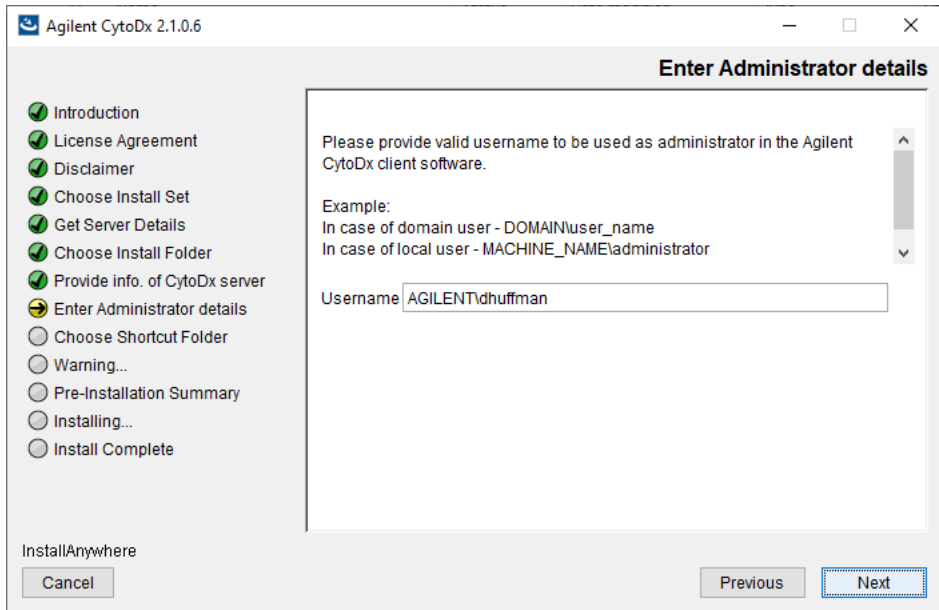 Agilent CytoDx 2.1.0.6
Enter Administrator details
Introduction
License Agreement
Disclaimer
Choose Install Set
Get Server Details
Choose Install Folder
Provide info. of CytoDx server
Enter Administrator details
Choose Shortcut Folder
Warning...
Pre-Installation Summary
Installing...
Install Complete
Please provide valid username to be used as administrator in the Agilent
CytoDx client software.
Example:
In case of domain user - DOMAIN\user_name
In case of local user - MACHINE_NAME\administrator
Username AGILENT\dhuffman
InstallAnywhere
Cancel
Previous
Next